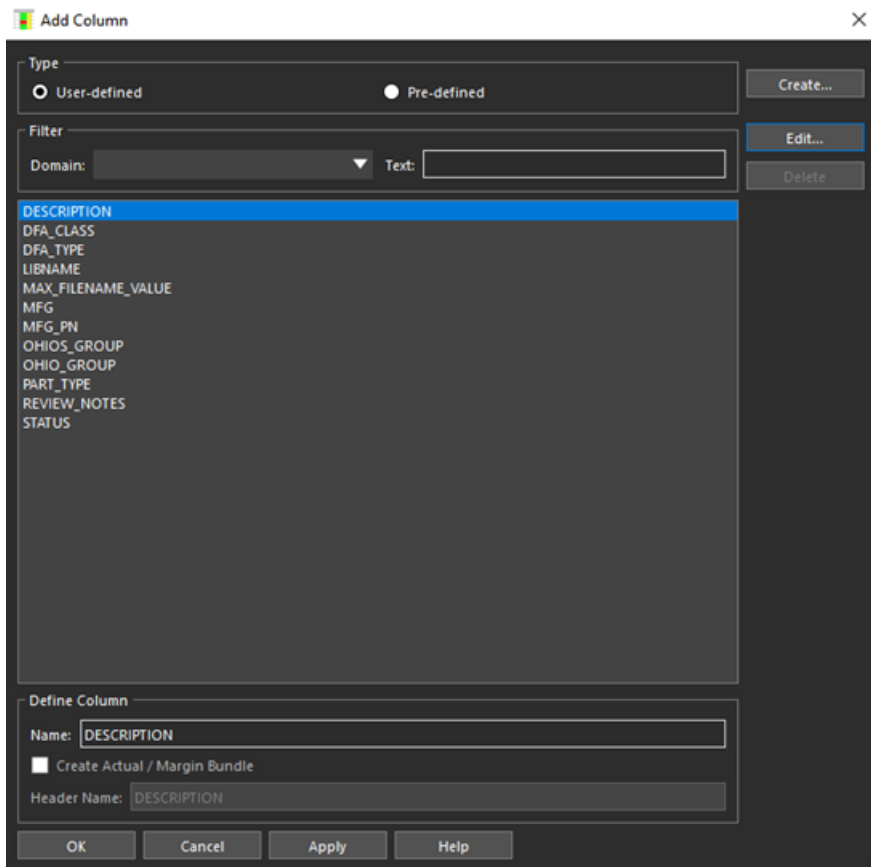 Add Column
Type
User-defined
Pre-defined
Create...
Filter
Domain:
Text:
Edit...
Delete
DESCRIPTION
DFA_CLASS
DFA_TYPE
LIBNAME
MAX_FILENAME_VALUE
MFG
MFG_PN
OHIOS_GROUP
OHIO_GROUP
PART_TYPE
REVIEW_NOTES
STATUS
Define Column
Name: DESCRIPTION
Create Actual / Margin Bundle
Header Name: DESCRIPTION
OK
Cancel
Apply
Help